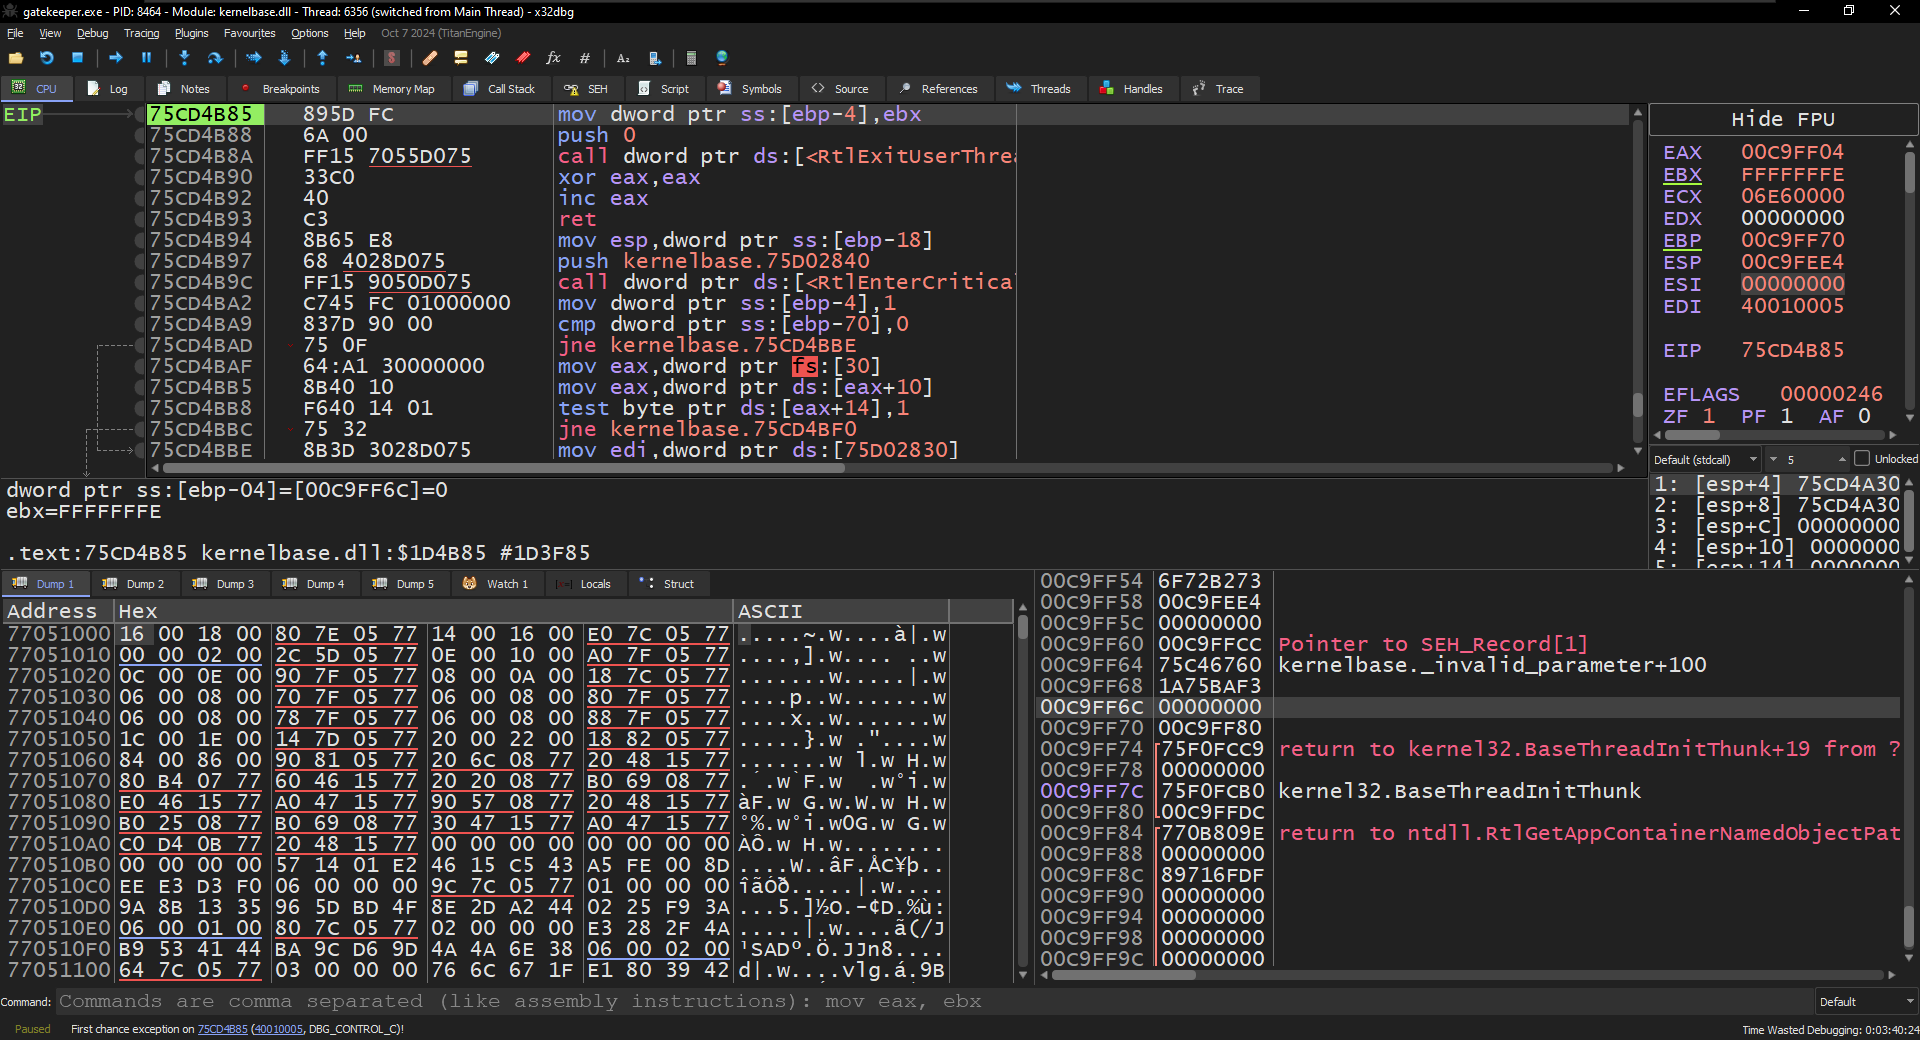 gatekeeper.exe - PID: 8464 - Module: kernelbase.dll - Thread: 6356 (switched from Main Thread) - x32dbg
File View Debug Tracing Plugins Favourites Options Help Oct 7 2024 (TitanEngine)
CPU Log Notes Breakpoints Memory Map Call Stack SEH Script Symbols Source References Threads Handles Trace
EIP
75CD4B85 895D FC mov dword ptr ss:[ebp-4],ebx
75CD4B88 6A 00 push 0
75CD4B8A FF15 7055D075 call dword ptr ds:[<RtlExitUserThrea
75CD4B90 33C0 xor eax,eax
75CD4B92 40 inc eax
75CD4B93 C3 ret
75CD4B94 8B65 E8 mov esp,dword ptr ss:[ebp-18]
75CD4B97 68 4028D075 push kernelbase.75D02840
75CD4B9C FF15 9050D075 call dword ptr ds:[<RtlEnterCritica
75CD4BA2 C745 FC 01000000 mov dword ptr ss:[ebp-4],1
75CD4BA9 837D 90 00 cmp dword ptr ss:[ebp-70],0
75CD4BAD 75 0F jne kernelbase.75CD4BBE
75CD4BAF 64:A1 30000000 mov eax,dword ptr fs:[30]
75CD4BB5 8B40 10 mov eax,dword ptr ds:[eax+10]
75CD4BB8 F640 14 01 test byte ptr ds:[eax+14],1
75CD4BBC 75 32 jne kernelbase.75CD4BF0
75CD4BBE 8B3D 3028D075 mov edi,dword ptr ds:[75D02830]
Hide FPU
EAX 00C9FF04
EBX FFFFFFFE
ECX 06E60000
EDX 00000000
EBP 00C9FF70
ESP 00C9FEE4
ESI 00000000
EDI 40010005
EIP 75CD4B85
EFLAGS 00000246
ZF 1 PF 1 AF 0
Default (stdcall) 5 Unlocked
1: [esp+4] 75CD4A30
2: [esp+8] 75CD4A30
3: [esp+C] 00000000
4: [esp+10] 0000000
5: [esp+14] 0000000
dword ptr ss:[ebp-04]=[00C9FF6C]=0
ebx=FFFFFFFE
.text:75CD4B85 kernelbase.dll:$1D4B85 #1D3F85
Dump 1 Dump 2 Dump 3 Dump 4 Dump 5 Watch 1 Locals Struct
Address Hex ASCII
77051000 16 00 18 00 80 7E 05 77 14 00 16 00 E0 7C 05 77 .....~.w....à|.w
77051010 00 00 02 00 2C 5D 05 77 0E 00 10 00 A0 7F 05 77 ....,].w.... ..w
77051020 0C 00 0E 00 90 7F 05 77 08 00 0A 00 18 7C 05 77 .......w.....|.w
77051030 06 00 08 00 70 7F 05 77 06 00 08 00 80 7F 05 77 ....p..w.......w
77051040 06 00 08 00 78 7F 05 77 06 00 08 00 88 7F 05 77 ....x..w.......w
77051050 1C 00 1E 00 14 7D 05 77 20 00 22 00 18 82 05 77 .....}.w ."....w
77051060 84 00 86 00 90 81 05 77 20 6C 08 77 20 48 15 77 .......w l.w H.w
77051070 80 B4 07 77 60 46 15 77 20 20 08 77 B0 69 08 77 .´.w`F.w  .w°i.w
77051080 E0 46 15 77 A0 47 15 77 90 57 08 77 20 48 15 77 àF.w G.w.W.w H.w
77051090 B0 25 08 77 B0 69 08 77 30 47 15 77 A0 47 15 77 °%.w°i.w0G.w G.w
770510A0 C0 D4 0B 77 20 48 15 77 00 00 00 00 00 00 00 00 ÀÔ.w H.w........
770510B0 00 00 00 00 57 14 01 E2 46 15 C5 43 A5 FE 00 8D ....W..âF.ÅC¥þ..
770510C0 EE E3 D3 F0 06 00 00 00 9C 7C 05 77 01 00 00 00 îãÓð.....|.w....
770510D0 9A 8B 13 35 96 5D BD 4F 8E 2D A2 44 02 25 F9 3A ...5.]½O.-¢D.%ù:
770510E0 06 00 01 00 80 7C 05 77 02 00 00 00 E3 28 2F 4A .....|.w....ã(/J
770510F0 B9 53 41 44 BA 9C D6 9D 4A 4A 6E 38 06 00 02 00 ¹SADº.Ö.JJn8....
77051100 64 7C 05 77 03 00 00 00 76 6C 67 1F E1 80 39 42 d|.w....vlg.á.9B
00C9FF54 6F72B273
00C9FF58 00C9FEE4
00C9FF5C 00000000
00C9FF60 00C9FFCC Pointer to SEH_Record[1]
00C9FF64 75C46760 kernelbase._invalid_parameter+100
00C9FF68 1A75BAF3
00C9FF6C 00000000
00C9FF70 00C9FF80
00C9FF74 75F0FCC9 return to kernel32.BaseThreadInitThunk+19 from ?
00C9FF78 00000000
00C9FF7C 75F0FCB0 kernel32.BaseThreadInitThunk
00C9FF80 00C9FFDC
00C9FF84 770B809E return to ntdll.RtlGetAppContainerNamedObjectPat
00C9FF88 00000000
00C9FF8C 89716FDF
00C9FF90 00000000
00C9FF94 00000000
00C9FF98 00000000
00C9FF9C 00000000
Command: Commands are comma separated (like assembly instructions): mov eax, ebx Default
Paused First chance exception on 75CD4B85 (40010005, DBG_CONTROL_C)! Time Wasted Debugging: 0:03:40:24